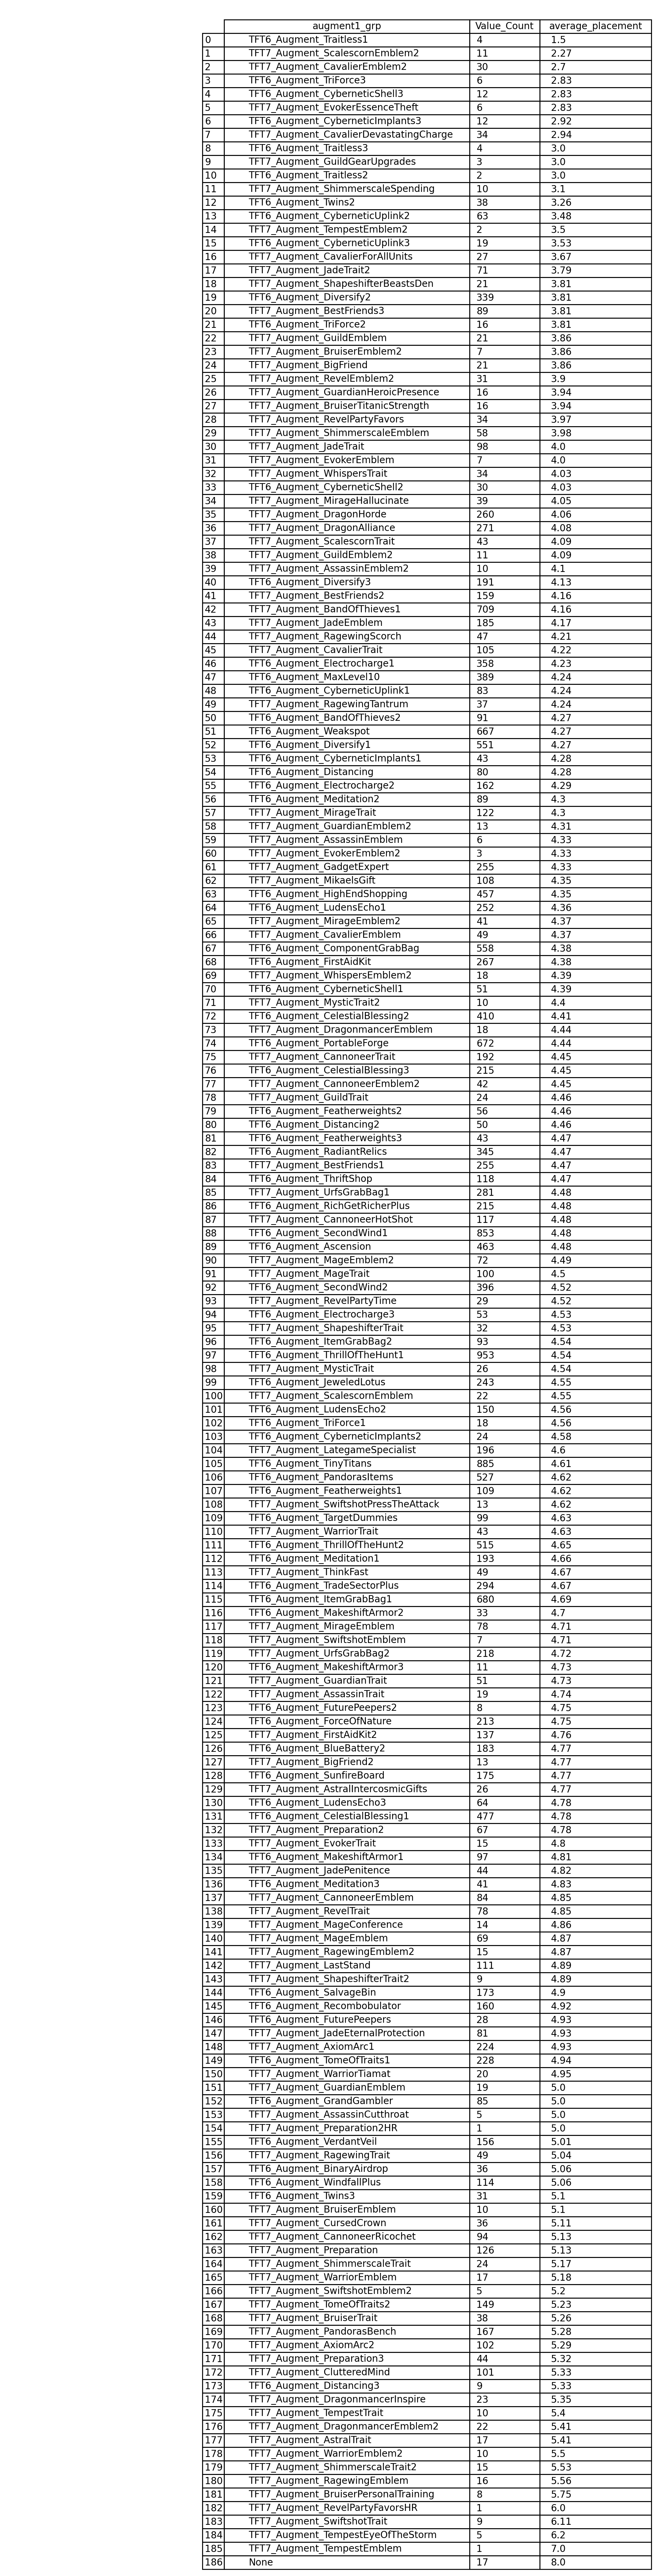 augment1_grp Value_Count average_placement
0 TFT6_Augment_Traitless1 4 1.5
1 TFT7_Augment_ScalescornEmblem2 11 2.27
2 TFT7_Augment_CavalierEmblem2 30 2.7
3 TFT6_Augment_TriForce3 6 2.83
4 TFT6_Augment_CyberneticShell3 12 2.83
5 TFT7_Augment_EvokerEssenceTheft 6 2.83
6 TFT6_Augment_CyberneticImplants3 12 2.92
7 TFT7_Augment_CavalierDevastatingCharge 34 2.94
8 TFT6_Augment_Traitless3 4 3.0
9 TFT7_Augment_GuildGearUpgrades 3 3.0
10 TFT6_Augment_Traitless2 2 3.0
11 TFT7_Augment_ShimmerscaleSpending 10 3.1
12 TFT6_Augment_Twins2 38 3.26
13 TFT6_Augment_CyberneticUplink2 63 3.48
14 TFT7_Augment_TempestEmblem2 2 3.5
15 TFT6_Augment_CyberneticUplink3 19 3.53
16 TFT7_Augment_CavalierForAllUnits 27 3.67
17 TFT7_Augment_JadeTrait2 71 3.79
18 TFT7_Augment_ShapeshifterBeastsDen 21 3.81
19 TFT6_Augment_Diversify2 339 3.81
20 TFT7_Augment_BestFriends3 89 3.81
21 TFT6_Augment_TriForce2 16 3.81
22 TFT7_Augment_GuildEmblem 21 3.86
23 TFT7_Augment_BruiserEmblem2 7 3.86
24 TFT7_Augment_BigFriend 21 3.86
25 TFT7_Augment_RevelEmblem2 31 3.9
26 TFT7_Augment_GuardianHeroicPresence 16 3.94
27 TFT7_Augment_BruiserTitanicStrength 16 3.94
28 TFT7_Augment_RevelPartyFavors 34 3.97
29 TFT7_Augment_ShimmerscaleEmblem 58 3.98
30 TFT7_Augment_JadeTrait 98 4.0
31 TFT7_Augment_EvokerEmblem 7 4.0
32 TFT7_Augment_WhispersTrait 34 4.03
33 TFT6_Augment_CyberneticShell2 30 4.03
34 TFT7_Augment_MirageHallucinate 39 4.05
35 TFT7_Augment_DragonHorde 260 4.06
36 TFT7_Augment_DragonAlliance 271 4.08
37 TFT7_Augment_ScalescornTrait 43 4.09
38 TFT7_Augment_GuildEmblem2 11 4.09
39 TFT7_Augment_AssassinEmblem2 10 4.1
40 TFT6_Augment_Diversify3 191 4.13
41 TFT7_Augment_BestFriends2 159 4.16
42 TFT7_Augment_BandOfThieves1 709 4.16
43 TFT7_Augment_JadeEmblem 185 4.17
44 TFT7_Augment_RagewingScorch 47 4.21
45 TFT7_Augment_CavalierTrait 105 4.22
46 TFT6_Augment_Electrocharge1 358 4.23
47 TFT6_Augment_MaxLevel10 389 4.24
48 TFT6_Augment_CyberneticUplink1 83 4.24
49 TFT7_Augment_RagewingTantrum 37 4.24
50 TFT6_Augment_BandOfThieves2 91 4.27
51 TFT6_Augment_Weakspot 667 4.27
52 TFT6_Augment_Diversify1 551 4.27
53 TFT6_Augment_CyberneticImplants1 43 4.28
54 TFT6_Augment_Distancing 80 4.28
55 TFT6_Augment_Electrocharge2 162 4.29
56 TFT6_Augment_Meditation2 89 4.3
57 TFT7_Augment_MirageTrait 122 4.3
58 TFT7_Augment_GuardianEmblem2 13 4.31
59 TFT7_Augment_AssassinEmblem 6 4.33
60 TFT7_Augment_EvokerEmblem2 3 4.33
61 TFT7_Augment_GadgetExpert 255 4.33
62 TFT7_Augment_MikaelsGift 108 4.35
63 TFT6_Augment_HighEndShopping 457 4.35
64 TFT6_Augment_LudensEcho1 252 4.36
65 TFT7_Augment_MirageEmblem2 41 4.37
66 TFT7_Augment_CavalierEmblem 49 4.37
67 TFT6_Augment_ComponentGrabBag 558 4.38
68 TFT6_Augment_FirstAidKit 267 4.38
69 TFT7_Augment_WhispersEmblem2 18 4.39
70 TFT6_Augment_CyberneticShell1 51 4.39
71 TFT7_Augment_MysticTrait2 10 4.4
72 TFT6_Augment_CelestialBlessing2 410 4.41
73 TFT7_Augment_DragonmancerEmblem 18 4.44
74 TFT6_Augment_PortableForge 672 4.44
75 TFT7_Augment_CannoneerTrait 192 4.45
76 TFT6_Augment_CelestialBlessing3 215 4.45
77 TFT7_Augment_CannoneerEmblem2 42 4.45
78 TFT7_Augment_GuildTrait 24 4.46
79 TFT6_Augment_Featherweights2 56 4.46
80 TFT6_Augment_Distancing2 50 4.46
81 TFT6_Augment_Featherweights3 43 4.47
82 TFT6_Augment_RadiantRelics 345 4.47
83 TFT7_Augment_BestFriends1 255 4.47
84 TFT6_Augment_ThriftShop 118 4.47
85 TFT7_Augment_UrfsGrabBag1 281 4.48
86 TFT6_Augment_RichGetRicherPlus 215 4.48
87 TFT7_Augment_CannoneerHotShot 117 4.48
88 TFT6_Augment_SecondWind1 853 4.48
89 TFT6_Augment_Ascension 463 4.48
90 TFT7_Augment_MageEmblem2 72 4.49
91 TFT7_Augment_MageTrait 100 4.5
92 TFT6_Augment_SecondWind2 396 4.52
93 TFT7_Augment_RevelPartyTime 29 4.52
94 TFT6_Augment_Electrocharge3 53 4.53
95 TFT7_Augment_ShapeshifterTrait 32 4.53
96 TFT6_Augment_ItemGrabBag2 93 4.54
97 TFT6_Augment_ThrillOfTheHunt1 953 4.54
98 TFT7_Augment_MysticTrait 26 4.54
99 TFT6_Augment_JeweledLotus 243 4.55
100 TFT7_Augment_ScalescornEmblem 22 4.55
101 TFT6_Augment_LudensEcho2 150 4.56
102 TFT6_Augment_TriForce1 18 4.56
103 TFT6_Augment_CyberneticImplants2 24 4.58
104 TFT7_Augment_LategameSpecialist 196 4.6
105 TFT6_Augment_TinyTitans 885 4.61
106 TFT6_Augment_PandorasItems 527 4.62
107 TFT6_Augment_Featherweights1 109 4.62
108 TFT7_Augment_SwiftshotPressTheAttack 13 4.62
109 TFT6_Augment_TargetDummies 99 4.63
110 TFT7_Augment_WarriorTrait 43 4.63
111 TFT6_Augment_ThrillOfTheHunt2 515 4.65
112 TFT6_Augment_Meditation1 193 4.66
113 TFT7_Augment_ThinkFast 49 4.67
114 TFT6_Augment_TradeSectorPlus 294 4.67
115 TFT6_Augment_ItemGrabBag1 680 4.69
116 TFT6_Augment_MakeshiftArmor2 33 4.7
117 TFT7_Augment_MirageEmblem 78 4.71
118 TFT7_Augment_SwiftshotEmblem 7 4.71
119 TFT7_Augment_UrfsGrabBag2 218 4.72
120 TFT6_Augment_MakeshiftArmor3 11 4.73
121 TFT7_Augment_GuardianTrait 51 4.73
122 TFT7_Augment_AssassinTrait 19 4.74
123 TFT7_Augment_FuturePeepers2 8 4.75
124 TFT6_Augment_ForceOfNature 213 4.75
125 TFT7_Augment_FirstAidKit2 137 4.76
126 TFT6_Augment_BlueBattery2 183 4.77
127 TFT7_Augment_BigFriend2 13 4.77
128 TFT6_Augment_SunfireBoard 175 4.77
129 TFT7_Augment_AstralIntercosmicGifts 26 4.77
130 TFT6_Augment_LudensEcho3 64 4.78
131 TFT6_Augment_CelestialBlessing1 477 4.78
132 TFT7_Augment_Preparation2 67 4.78
133 TFT7_Augment_EvokerTrait 15 4.8
134 TFT6_Augment_MakeshiftArmor1 97 4.81
135 TFT7_Augment_JadePenitence 44 4.82
136 TFT6_Augment_Meditation3 41 4.83
137 TFT7_Augment_CannoneerEmblem 84 4.85
138 TFT7_Augment_RevelTrait 78 4.85
139 TFT7_Augment_MageConference 14 4.86
140 TFT7_Augment_MageEmblem 69 4.87
141 TFT7_Augment_RagewingEmblem2 15 4.87
142 TFT7_Augment_LastStand 111 4.89
143 TFT7_Augment_ShapeshifterTrait2 9 4.89
144 TFT6_Augment_SalvageBin 173 4.9
145 TFT6_Augment_Recombobulator 160 4.92
146 TFT7_Augment_FuturePeepers 28 4.93
147 TFT7_Augment_JadeEternalProtection 81 4.93
148 TFT7_Augment_AxiomArc1 224 4.93
149 TFT6_Augment_TomeOfTraits1 228 4.94
150 TFT7_Augment_WarriorTiamat 20 4.95
151 TFT7_Augment_GuardianEmblem 19 5.0
152 TFT6_Augment_GrandGambler 85 5.0
153 TFT7_Augment_AssassinCutthroat 5 5.0
154 TFT7_Augment_Preparation2HR 1 5.0
155 TFT6_Augment_VerdantVeil 156 5.01
156 TFT7_Augment_RagewingTrait 49 5.04
157 TFT6_Augment_BinaryAirdrop 36 5.06
158 TFT6_Augment_WindfallPlus 114 5.06
159 TFT6_Augment_Twins3 31 5.1
160 TFT7_Augment_BruiserEmblem 10 5.1
161 TFT7_Augment_CursedCrown 36 5.11
162 TFT7_Augment_CannoneerRicochet 94 5.13
163 TFT7_Augment_Preparation 126 5.13
164 TFT7_Augment_ShimmerscaleTrait 24 5.17
165 TFT7_Augment_WarriorEmblem 17 5.18
166 TFT7_Augment_SwiftshotEmblem2 5 5.2
167 TFT7_Augment_TomeOfTraits2 149 5.23
168 TFT7_Augment_BruiserTrait 38 5.26
169 TFT7_Augment_PandorasBench 167 5.28
170 TFT7_Augment_AxiomArc2 102 5.29
171 TFT7_Augment_Preparation3 44 5.32
172 TFT7_Augment_ClutteredMind 101 5.33
173 TFT6_Augment_Distancing3 9 5.33
174 TFT7_Augment_DragonmancerInspire 23 5.35
175 TFT7_Augment_TempestTrait 10 5.4
176 TFT7_Augment_DragonmancerEmblem2 22 5.41
177 TFT7_Augment_AstralTrait 17 5.41
178 TFT7_Augment_WarriorEmblem2 10 5.5
179 TFT7_Augment_ShimmerscaleTrait2 15 5.53
180 TFT7_Augment_RagewingEmblem 16 5.56
181 TFT7_Augment_BruiserPersonalTraining 8 5.75
182 TFT7_Augment_RevelPartyFavorsHR 1 6.0
183 TFT7_Augment_SwiftshotTrait 9 6.11
184 TFT7_Augment_TempestEyeOfTheStorm 5 6.2
185 TFT7_Augment_TempestEmblem 1 7.0
186 None 17 8.0